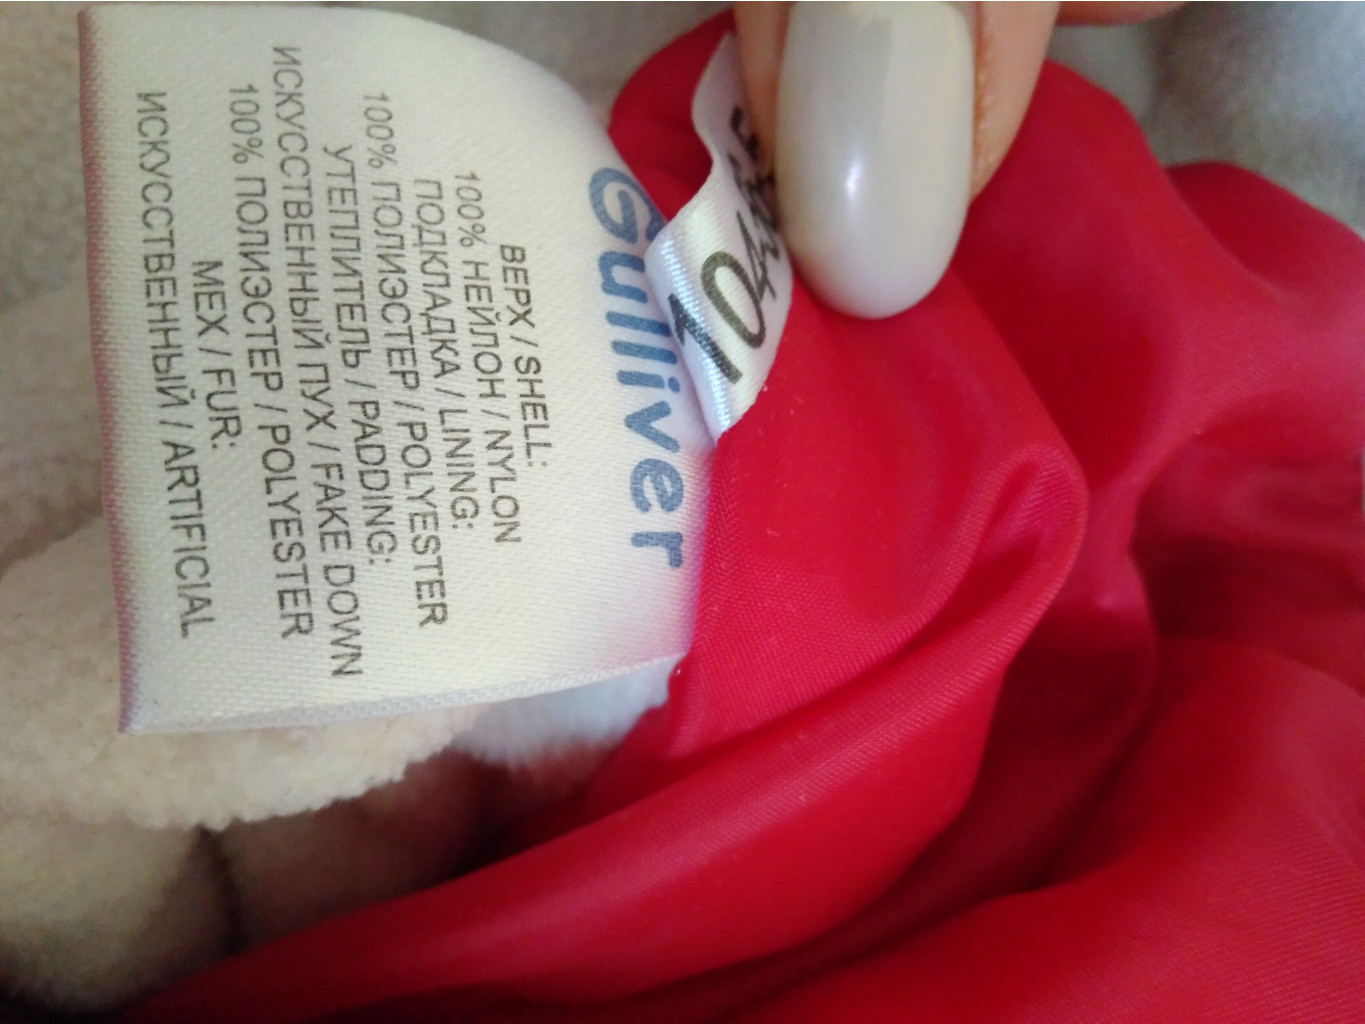 Gulliver
ВЕРХ / SHELL:
100% НЕЙЛОН / NYLON
ПОДКЛАДКА / LINING:
100% ПОЛИЭСТЕР / POLYESTER
УТЕПЛИТЕЛЬ / PADDING:
ИСКУССТВЕННЫЙ ПУХ / FAKE DOWN
100% ПОЛИЭСТЕР / POLYESTER
МЕХ / FUR:
ИСКУССТВЕННЫЙ / ARTIFICIAL
10